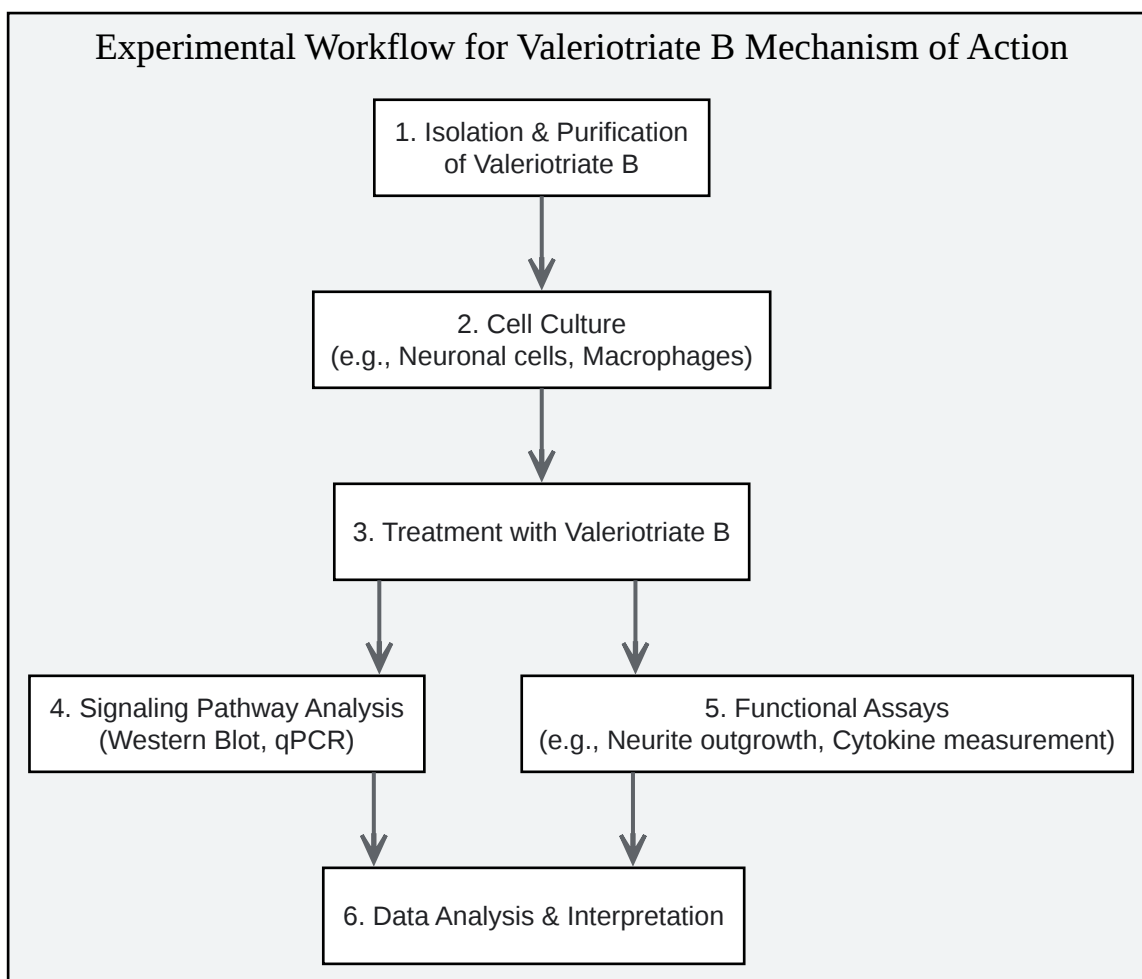 Experimental Workflow for Valeriotriate B Mechanism of Action
1. Isolation & Purification
of Valeriotriate B
2. Cell Culture
(e.g., Neuronal cells, Macrophages)
3. Treatment with Valeriotriate B
4. Signaling Pathway Analysis
(Western Blot, qPCR)
5. Functional Assays
(e.g., Neurite outgrowth, Cytokine measurement)
6. Data Analysis & Interpretation